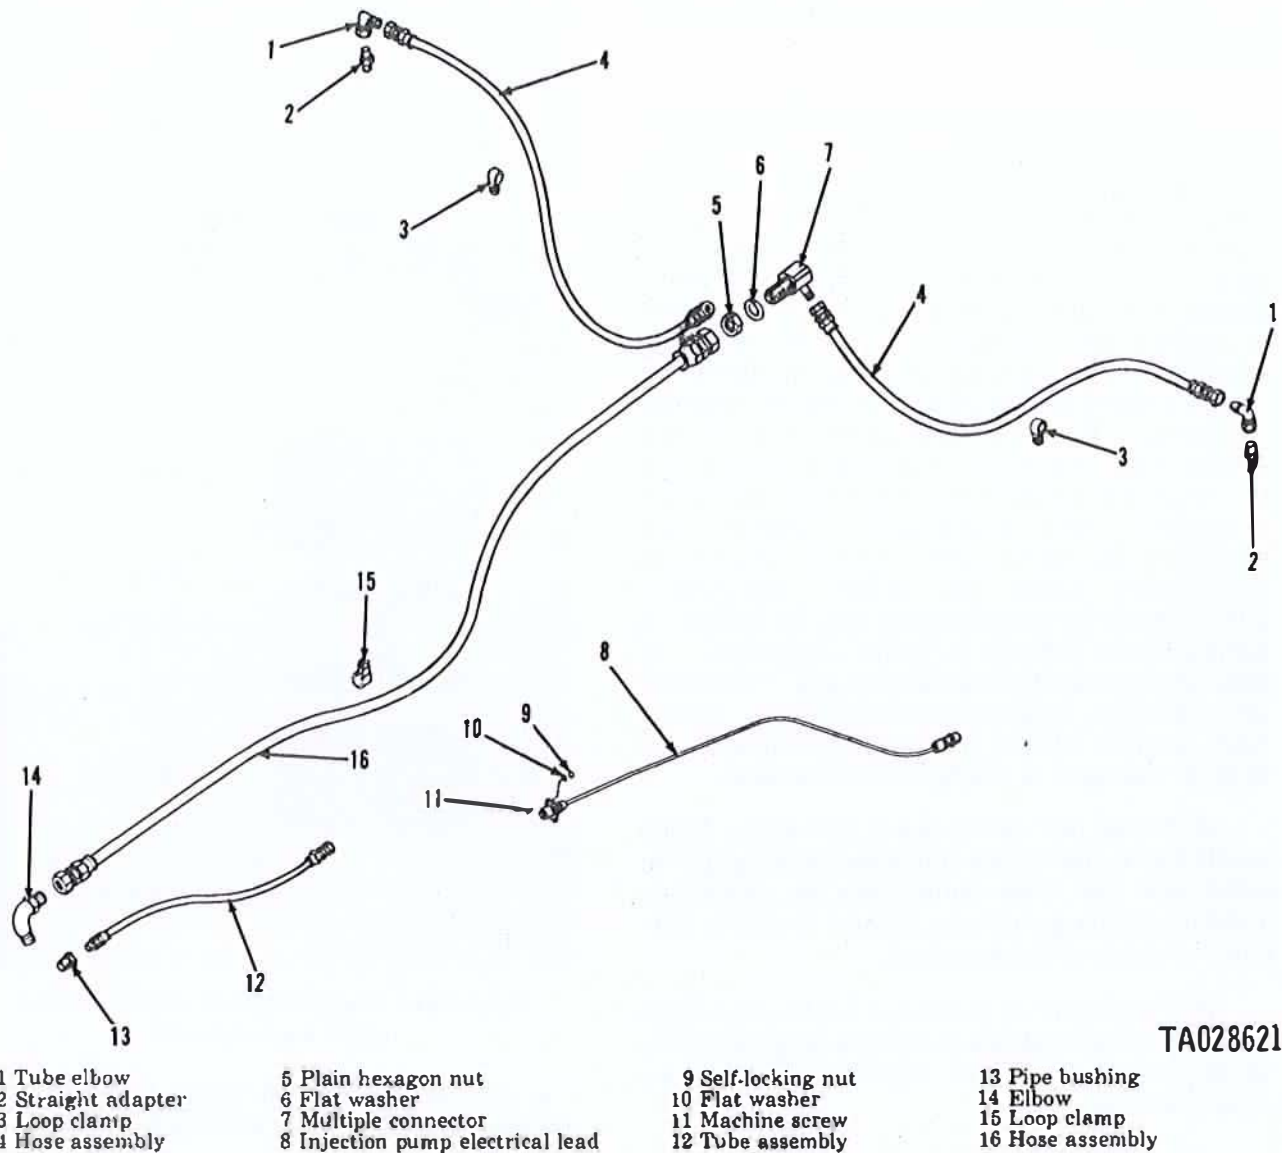 1
2
3
4
5
6
7
4
1
3
2
15
8
9
10
11
16
14
12
13
TA028621
1 Tube elbow
2 Straight adapter
3 Loop clamp
4 Hose assembly
5 Plain hexagon nut
6 Flat washer
7 Multiple connector
8 Injection pump electrical lead
9 Self-locking nut
10 Flat washer
11 Machine screw
12 Tube assembly
13 Pipe bushing
14 Elbow
15 Loop clamp
16 Hose assembly